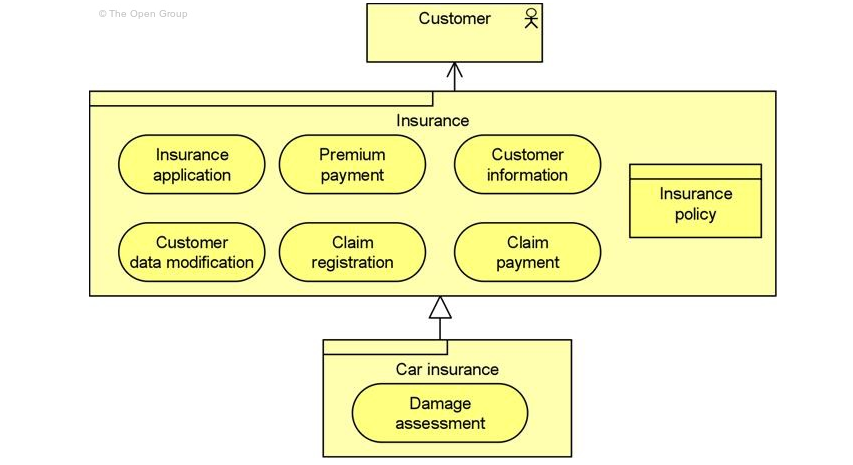 © The Open Group
Customer
Insurance
Insurance
application
Premium
payment
Customer
information
Insurance
policy
Customer
data modification
Claim
registration
Claim
payment
Car insurance
Damage
assessment